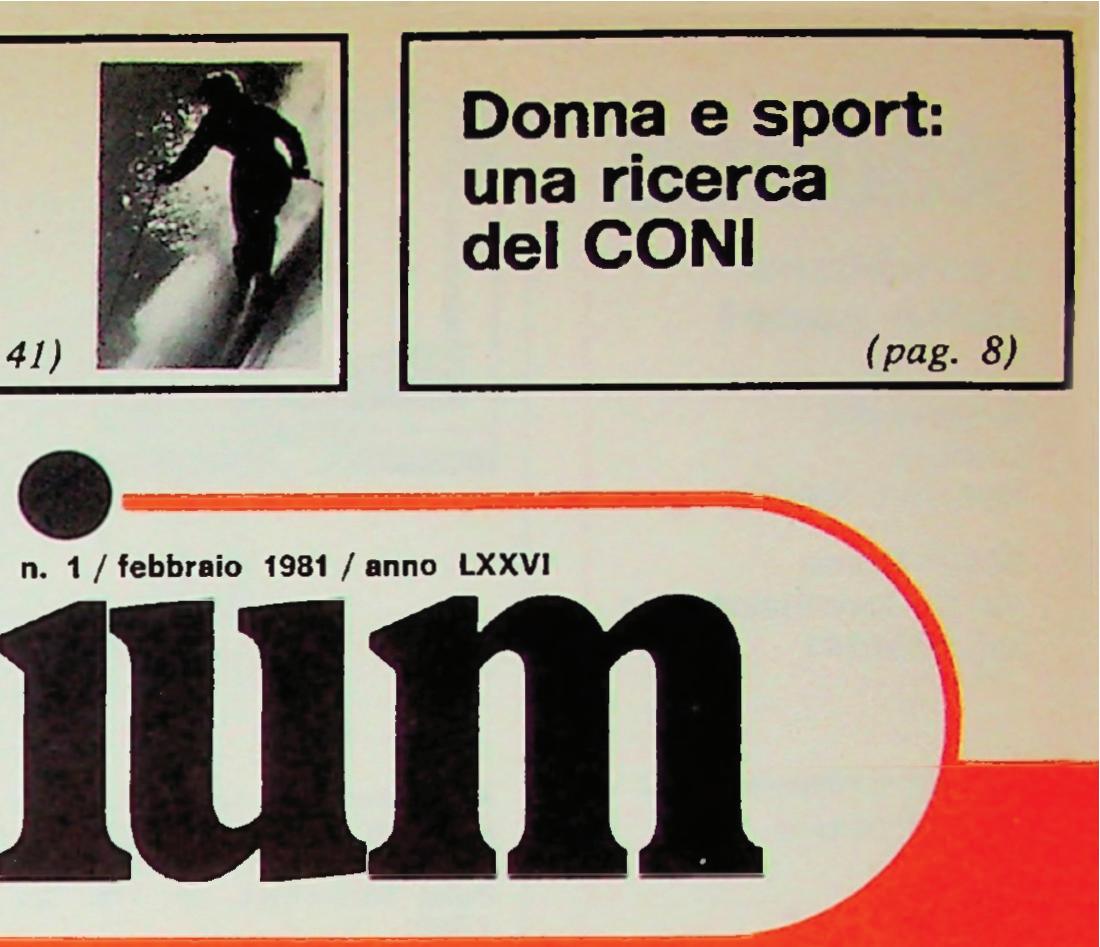 41)
Donna e sport:
una ricerca
del CONI
(pag. 8)
n. 1 / febbraio 1981 / anno LXXVI
ium